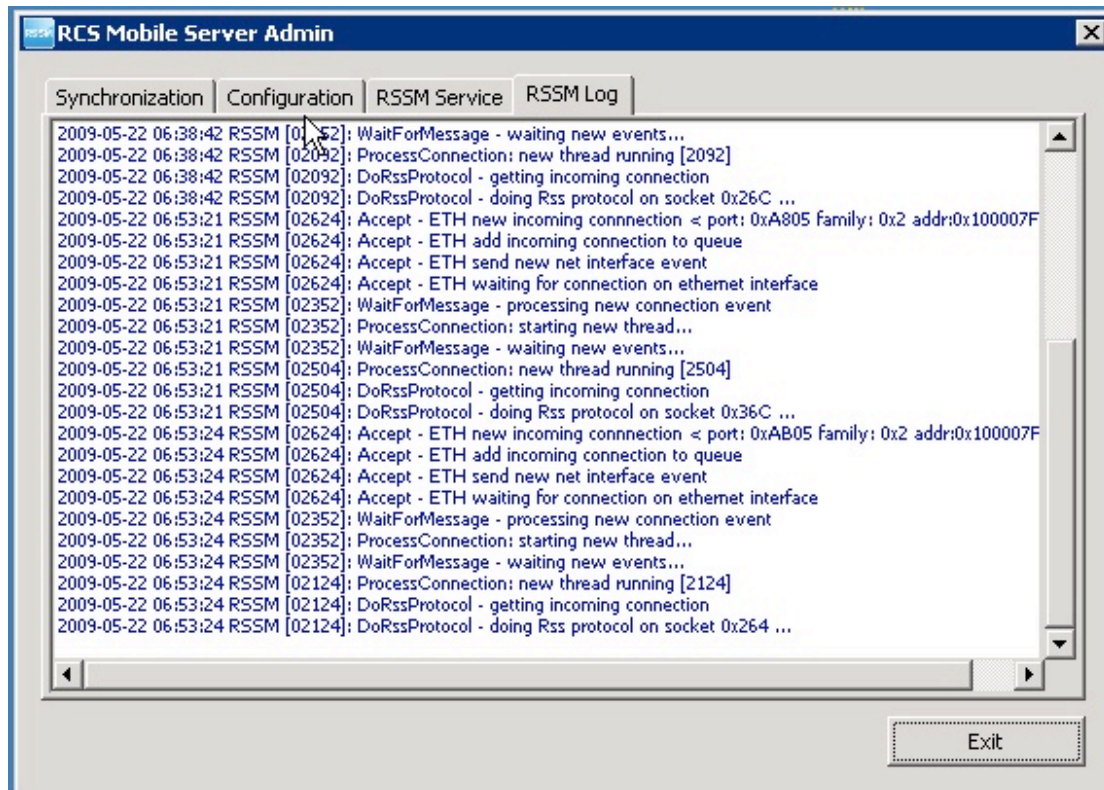 RSSM RCS Mobile Server Admin
Synchronization Configuration RSSM Service RSSM Log
2009-05-22 06:38:42 RSSM [02352]: WaitForMessage - waiting new events...
2009-05-22 06:38:42 RSSM [02092]: ProcessConnection: new thread running [2092]
2009-05-22 06:38:42 RSSM [02092]: DoRssProtocol - getting incoming connection
2009-05-22 06:38:42 RSSM [02092]: DoRssProtocol - doing Rss protocol on socket 0x26C ...
2009-05-22 06:53:21 RSSM [02624]: Accept - ETH new incoming connnection < port: 0xA805 family: 0x2 addr:0x100007F
2009-05-22 06:53:21 RSSM [02624]: Accept - ETH add incoming connection to queue
2009-05-22 06:53:21 RSSM [02624]: Accept - ETH send new net interface event
2009-05-22 06:53:21 RSSM [02624]: Accept - ETH waiting for connection on ethernet interface
2009-05-22 06:53:21 RSSM [02352]: WaitForMessage - processing new connection event
2009-05-22 06:53:21 RSSM [02352]: ProcessConnection: starting new thread...
2009-05-22 06:53:21 RSSM [02352]: WaitForMessage - waiting new events...
2009-05-22 06:53:21 RSSM [02504]: ProcessConnection: new thread running [2504]
2009-05-22 06:53:21 RSSM [02504]: DoRssProtocol - getting incoming connection
2009-05-22 06:53:21 RSSM [02504]: DoRssProtocol - doing Rss protocol on socket 0x36C ...
2009-05-22 06:53:24 RSSM [02624]: Accept - ETH new incoming connnection < port: 0xAB05 family: 0x2 addr:0x100007F
2009-05-22 06:53:24 RSSM [02624]: Accept - ETH add incoming connection to queue
2009-05-22 06:53:24 RSSM [02624]: Accept - ETH send new net interface event
2009-05-22 06:53:24 RSSM [02624]: Accept - ETH waiting for connection on ethernet interface
2009-05-22 06:53:24 RSSM [02352]: WaitForMessage - processing new connection event
2009-05-22 06:53:24 RSSM [02352]: ProcessConnection: starting new thread...
2009-05-22 06:53:24 RSSM [02352]: WaitForMessage - waiting new events...
2009-05-22 06:53:24 RSSM [02124]: ProcessConnection: new thread running [2124]
2009-05-22 06:53:24 RSSM [02124]: DoRssProtocol - getting incoming connection
2009-05-22 06:53:24 RSSM [02124]: DoRssProtocol - doing Rss protocol on socket 0x264 ...
Exit